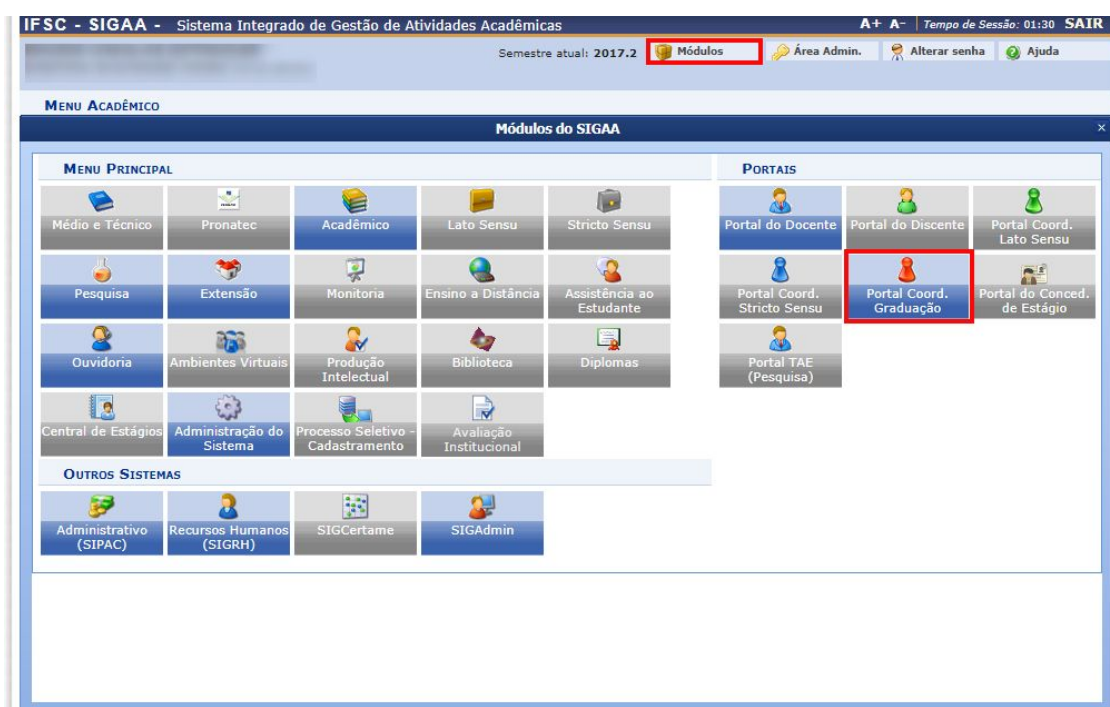 IFSC - SIGAA - Sistema Integrado de Gestão de Atividades Acadêmicas A+ A- Tempo de Sessão: 01:30 SAIR
Semestre atual: 2017.2 Módulos Área Admin. Alterar senha Ajuda
MENU ACADÊMICO
Módulos do SIGAA ×
MENU PRINCIPAL
Médio e Técnico Pronatec Acadêmico Lato Sensu Stricto Sensu
Pesquisa Extensão Monitoria Ensino a Distância Assistência ao
Estudante
Ouvidoria Ambientes Virtuais Produção Biblioteca Diplomas
Intelectual
Central de Estágios Administração do Processo Seletivo - Avaliação
Sistema Cadastramento Institucional
OUTROS SISTEMAS
Administrativo Recursos Humanos SIGCertame SIGAdmin
(SIPAC) (SIGRH)
PORTAIS
Portal do Docente Portal do Discente Portal Coord.
Lato Sensu
Portal Coord. Portal Coord. Portal do Conced.
Stricto Sensu Graduação de Estágio
Portal TAE
(Pesquisa)